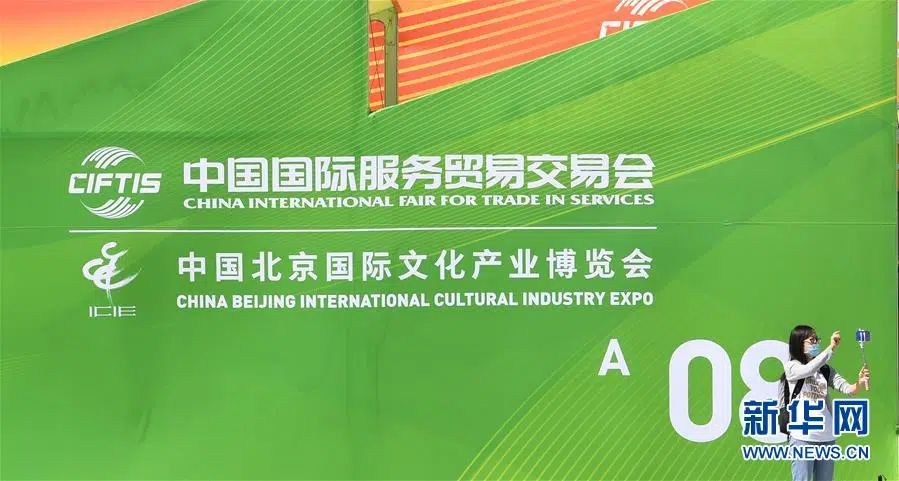 CIFTIS
CIFTIS
中国国际服务贸易交易会
CHINA INTERNATIONAL FAIR FOR TRADE IN SERVICES
ICIE
中国北京国际文化产业博览会
CHINA BEIJING INTERNATIONAL CULTURAL INDUSTRY EXPO
A 08
新华网
WWW.NEWS.CN